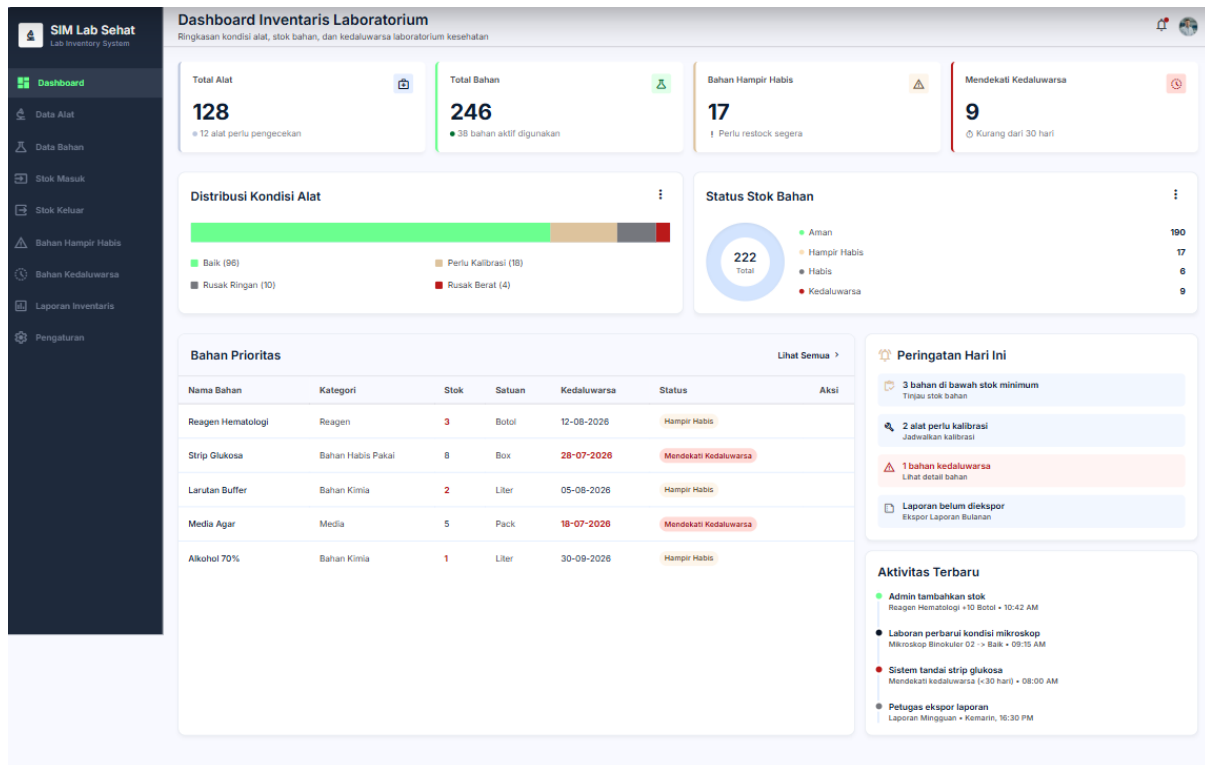 SIM Lab Sehat
Lab Inventory System
Dashboard
Data Alat
Data Bahan
Stok Masuk
Stok Keluar
Bahan Hampir Habis
Bahan Kedaluwarsa
Laporan Inventaris
Pengaturan
Dashboard Inventaris Laboratorium
Ringkasan kondisi alat, stok bahan, dan kedaluwarsa laboratorium kesehatan
Total Alat
128
12 alat perlu pengecekan
Total Bahan
246
38 bahan aktif digunakan
Bahan Hampir Habis
17
! Perlu restock segera
Mendekati Kedaluwarsa
9
Kurang dari 30 hari
Distribusi Kondisi Alat
Baik (96)
Perlu Kalibrasi (18)
Rusak Ringan (10)
Rusak Berat (4)
Status Stok Bahan
222
Total
Aman 190
Hampir Habis 17
Habis 6
Kedaluwarsa 9
Bahan Prioritas
Lihat Semua >
Nama Bahan Kategori Stok Satuan Kedaluwarsa Status Aksi
Reagen Hematologi Reagen 3 Botol 12-08-2026 Hampir Habis
Strip Glukosa Bahan Habis Pakai 8 Box 28-07-2026 Mendekati Kedaluwarsa
Larutan Buffer Bahan Kimia 2 Liter 05-08-2026 Hampir Habis
Media Agar Media 5 Pack 18-07-2026 Mendekati Kedaluwarsa
Alkohol 70% Bahan Kimia 1 Liter 30-09-2026 Hampir Habis
Peringatan Hari Ini
3 bahan di bawah stok minimum
Tinjau stok bahan
2 alat perlu kalibrasi
Jadwalkan kalibrasi
1 bahan kedaluwarsa
Lihat detail bahan
Laporan belum diekspor
Ekspor Laporan Bulanan
Aktivitas Terbaru
Admin tambahkan stok
Reagen Hematologi +10 Botol • 10:42 AM
Laboran perbarui kondisi mikroskop
Mikroskop Binokuler 02 -> Baik • 09:15 AM
Sistem tandai strip glukosa
Mendekati kedaluwarsa (<30 hari) • 08:00 AM
Petugas ekspor laporan
Laporan Mingguan • Kemarin, 16:30 PM